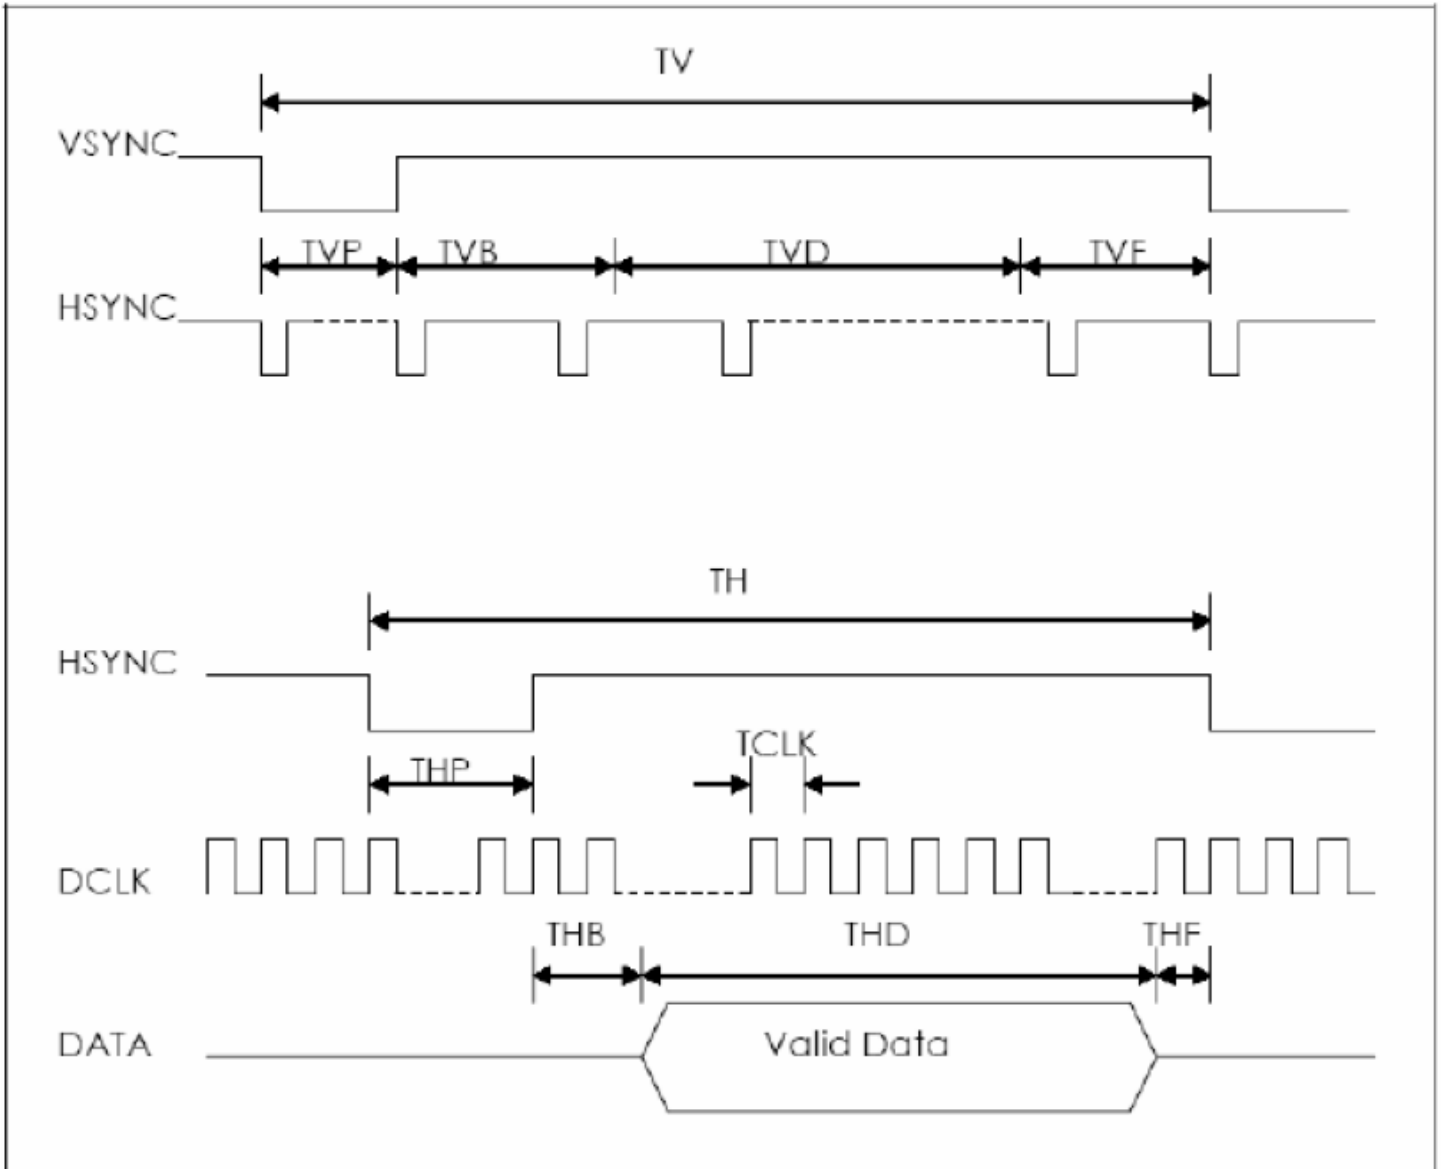 TV
VSYNC
TVP TVB TVD TVF
HSYNC
TH
HSYNC
TCLK
THP
DCLK
THB THD THF
DATA Valid Data